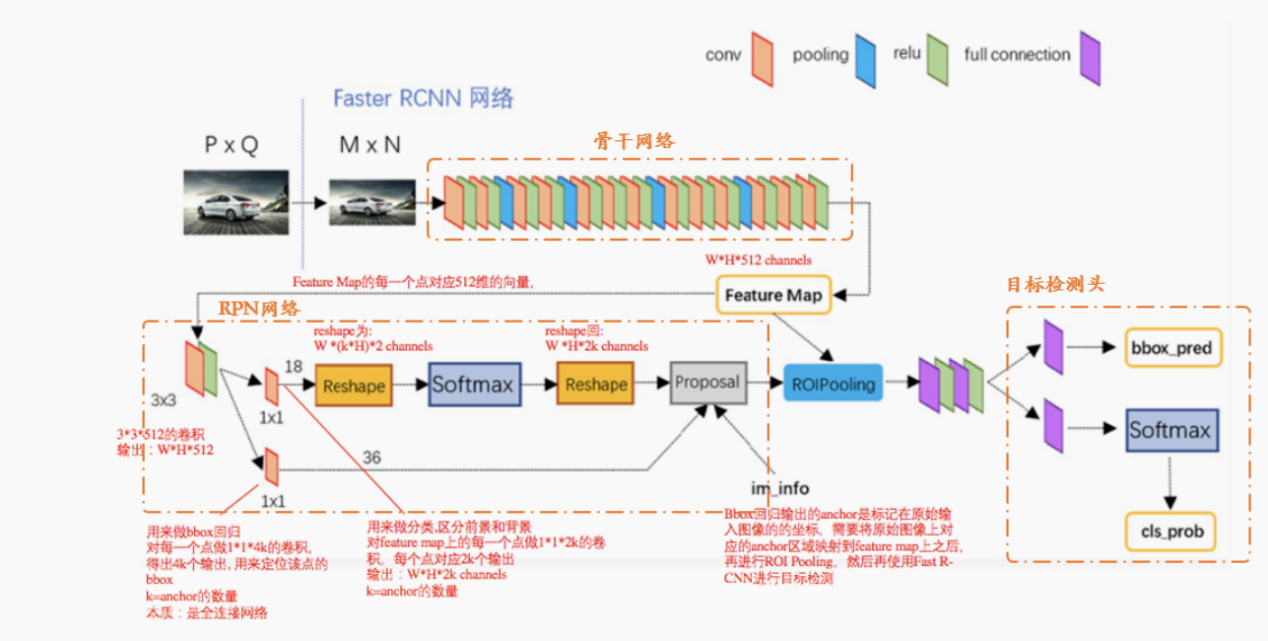 conv
pooling
relu
full connection
Faster RCNN 网络
P x Q
M x N
骨干网络
W*H*512 channels
Feature Map的每一个点对应512维的向量,
Feature Map
目标检测头
RPN网络
reshape为:
W *(k*H)*2 channels
reshape回:
W *H*2k channels
18
Reshape
Softmax
Reshape
Proposal
ROIPooling
bbox_pred
3x3
1x1
3*3*512的卷积
输出：W*H*512
36
1x1
Softmax
im_info
cls_prob
用来做bbox回归
对每一个点做1*1*4k的卷积,
得出4k个输出, 用来定位该点的
bbox
k=anchor的数量
本质：是全连接网络
用来做分类,区分前景和背景
对feature map上的每一个点做1*1*2k的卷
积，每个点对应2k个输出
输出：W*H*2k channels
k=anchor的数量
Bbox回归输出的anchor是标记在原始输
入图像的的坐标，需要将原始图像上对
应的anchor区域映射到feature map上之后,
再进行ROI Pooling，然后再使用Fast R-
CNN进行目标检测